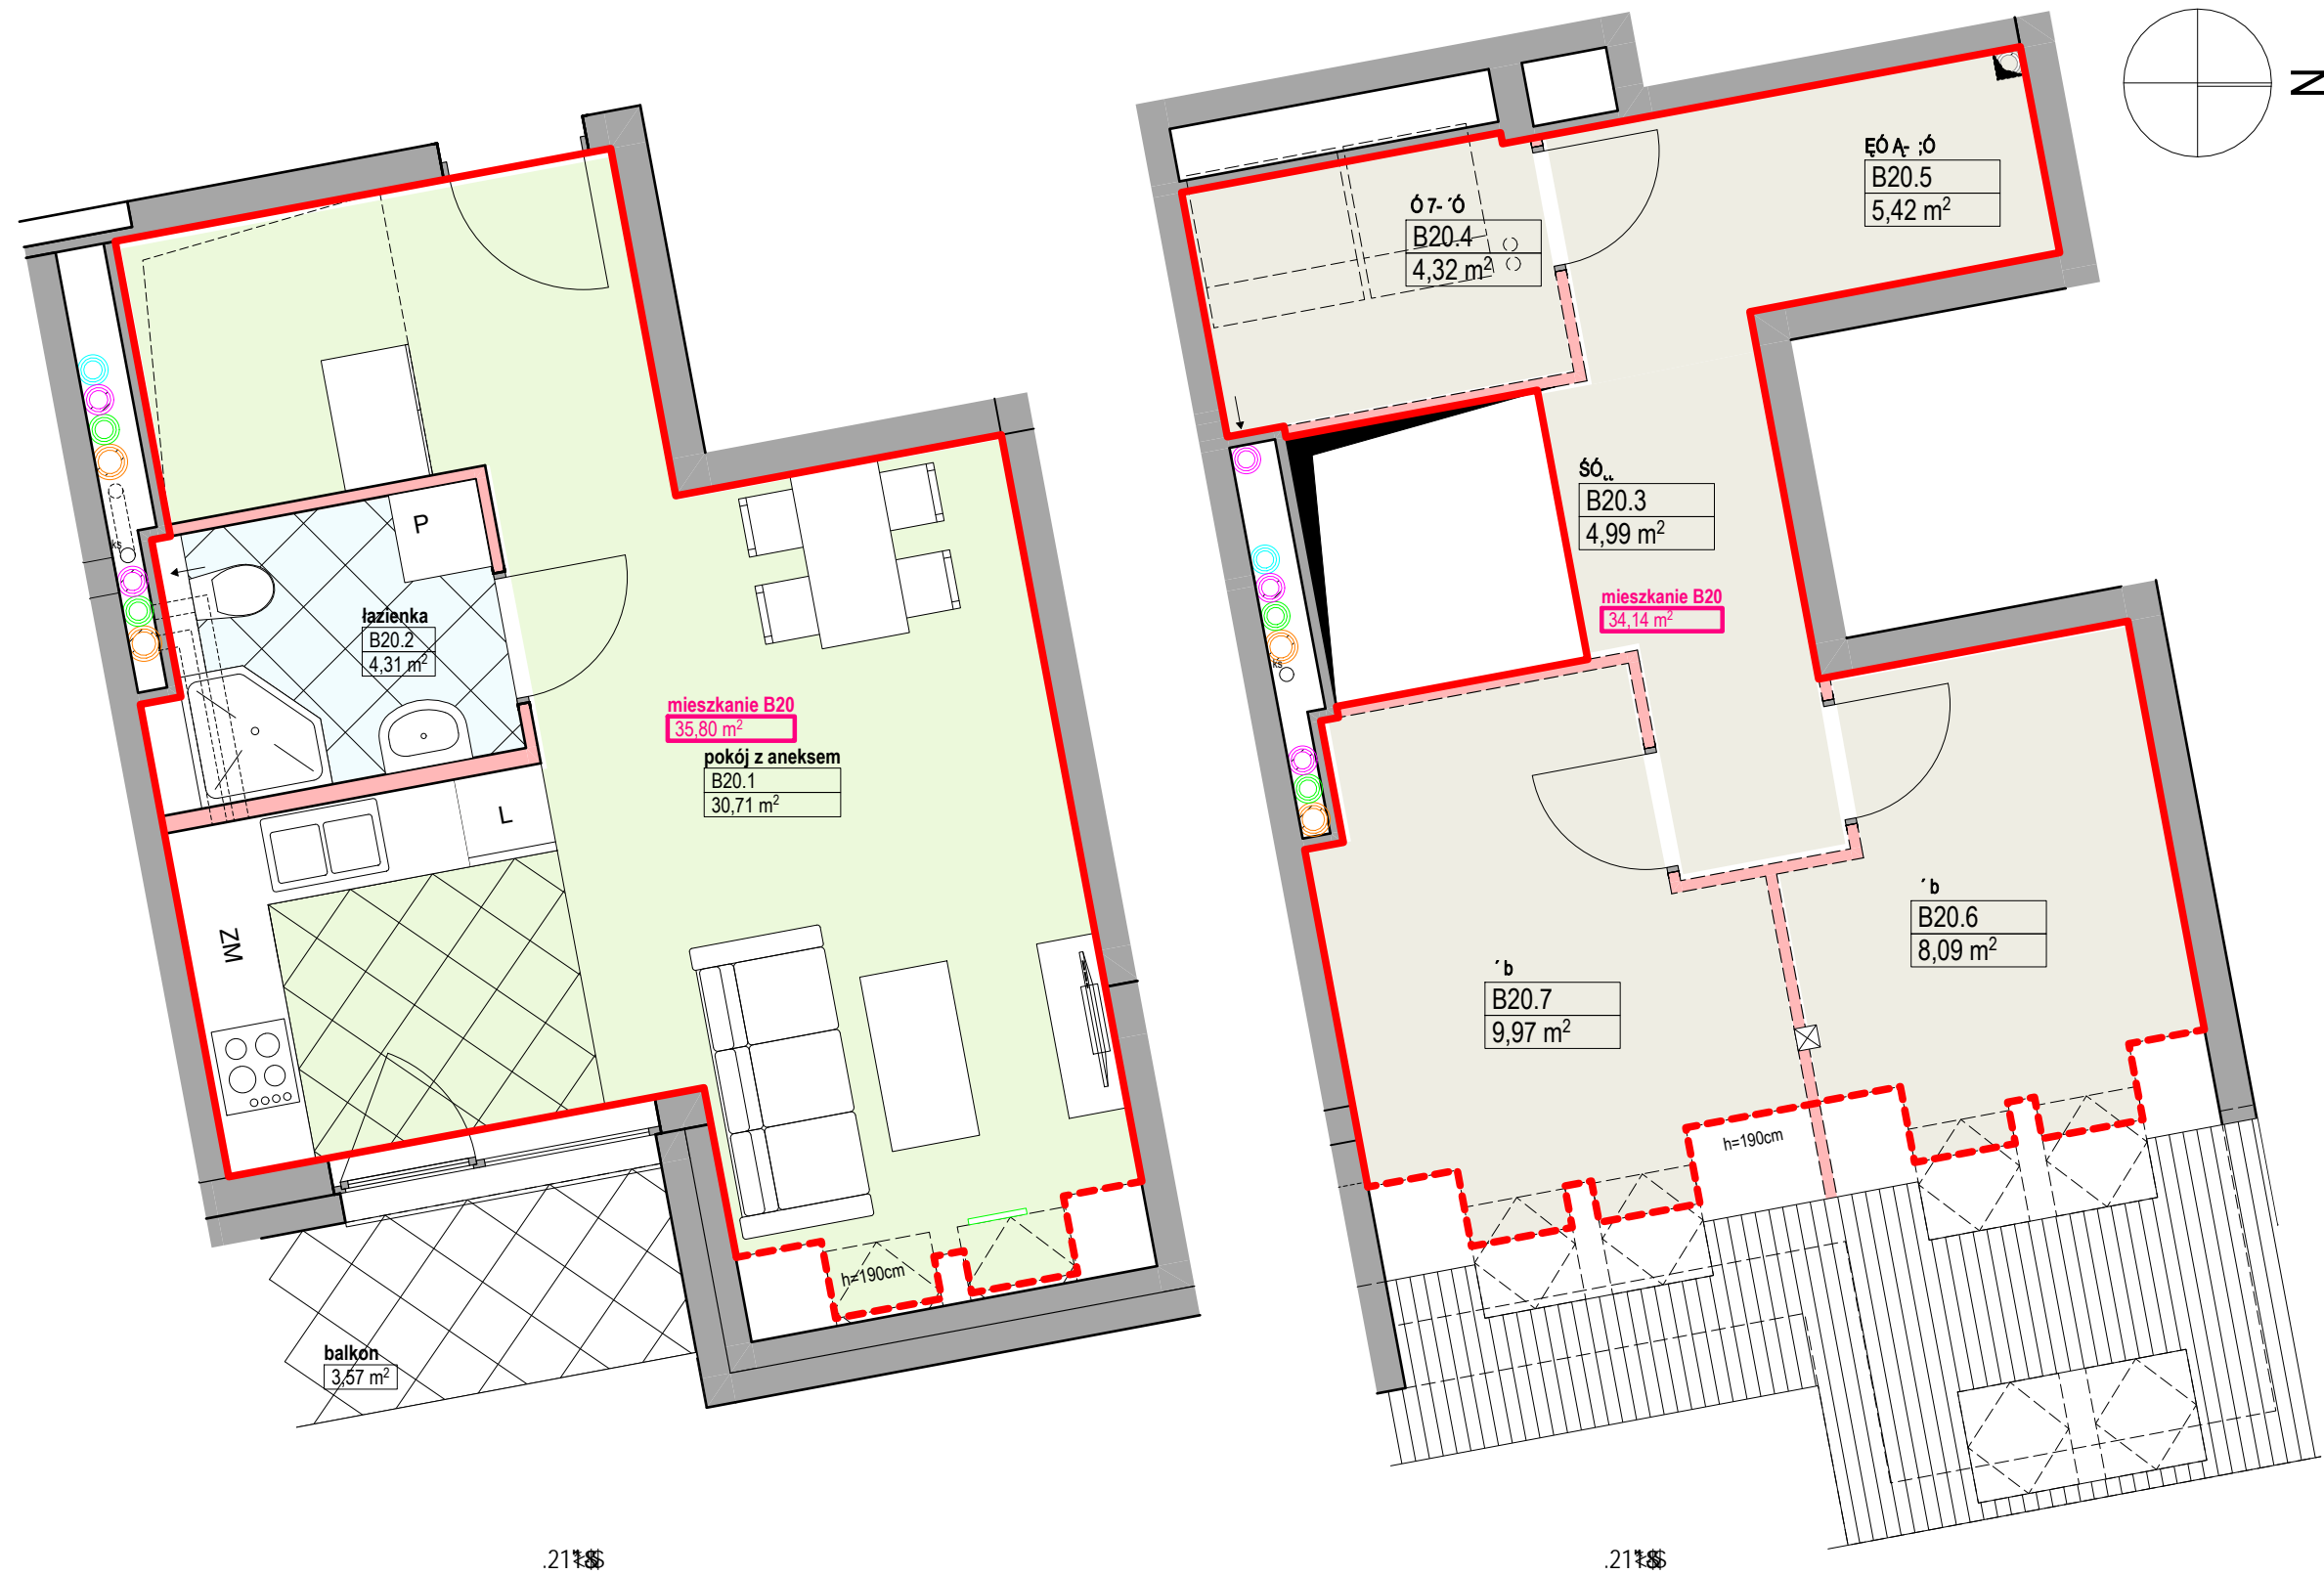 N
P
ks
łazienka
B20.2
4,31 m²
mieszkanie B20
35,80 m²
pokój z aneksem
B20.1
30,71 m²
L
ZM
h=190cm
balkon
3,57 m²
B20.5
5,42 m²
B20.4
4,32 m²
B20.3
4,99 m²
mieszkanie B20
34,14 m²
ks
B20.6
8,09 m²
B20.7
9,97 m²
h=190cm